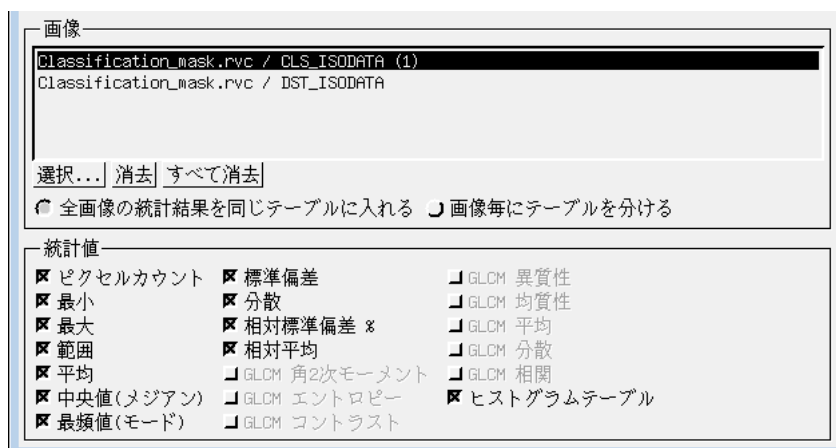 画像
Classification_mask.rvc / CLS_ISODATA (1)
Classification_mask.rvc / DST_ISODATA
選択... 消去 すべて消去
全画像の統計結果を同じテーブルに入れる 画像毎にテーブルを分ける
統計値
ピクセルカウント 標準偏差 GLCM 異質性
最小 分散 GLCM 均質性
最大 相対標準偏差 % GLCM 平均
範囲 相対平均 GLCM 分散
平均 GLCM 角2次モーメント GLCM 相関
中央値(メジアン) GLCM エントロピー ヒストグラムテーブル
最頻値(モード) GLCM コントラスト